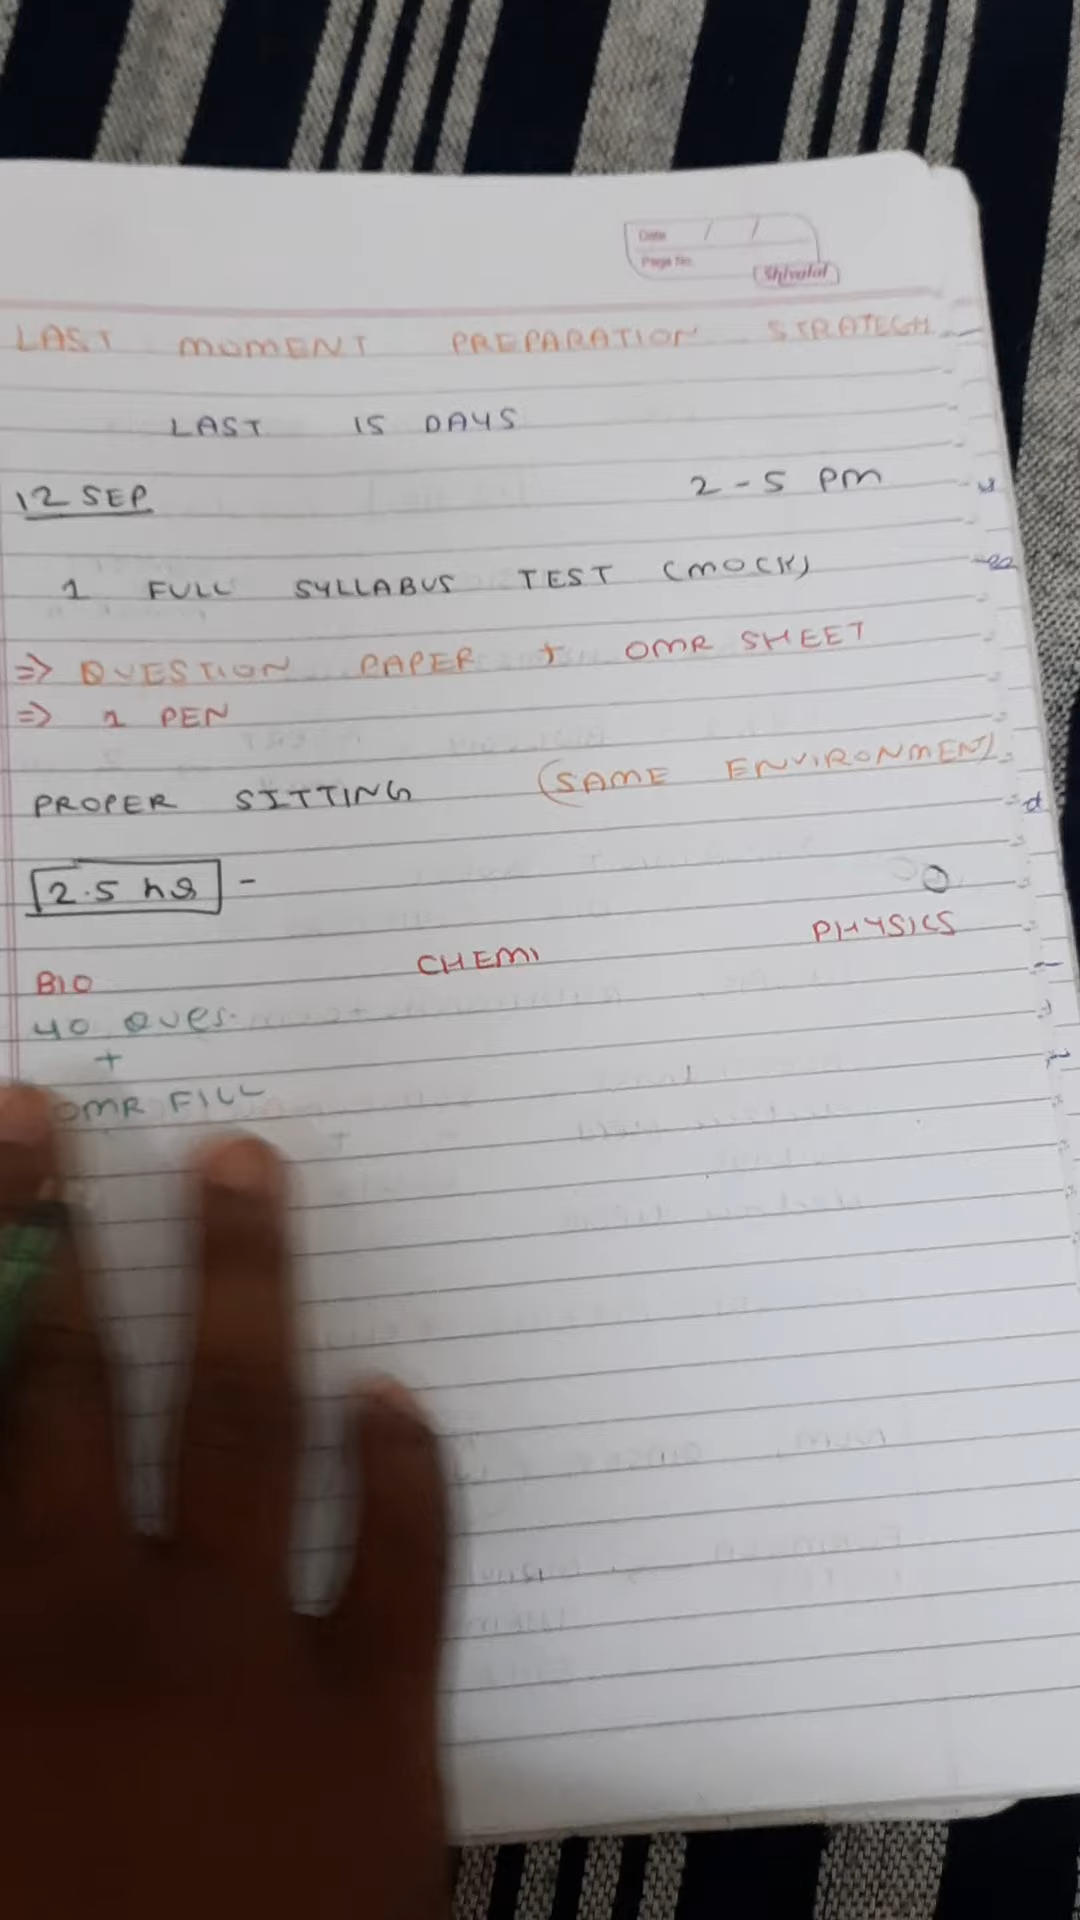 Date / /
Page No.
Shivalal
LAST MOMENT PREPARATION STRATEGH
LAST 15 DAYS
12 SEP 2-5 PM
1 FULL SYLLABUS TEST (MOCK)
=> QUESTION PAPER + OMR SHEET
=> 1 PEN
PROPER SITTING (SAME ENVIRONMENT).
2.5 hs -
BIO CHEMI PHYSICS
40 Ques.
+
OMR FILL